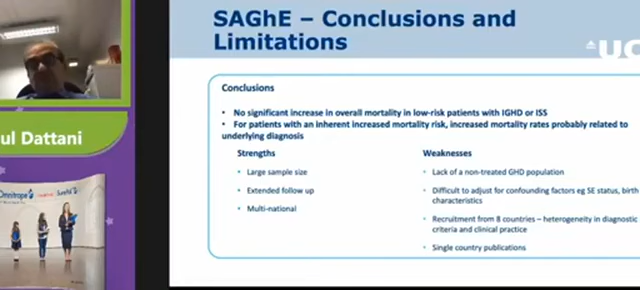 SAGhE – Conclusions and
Limitations
UC
Conclusions
• No significant increase in overall mortality in low-risk patients with IGHD or ISS
• For patients with an inherent increased mortality risk, increased mortality rates probably related to
underlying diagnosis
Strengths
• Large sample size
• Extended follow up
• Multi-national
Weaknesses
• Lack of a non-treated GHD population
• Difficult to adjust for confounding factors eg SE status, birth
characteristics
• Recruitment from 8 countries – heterogeneity in diagnostic
criteria and clinical practice
• Single country publications
ul Dattani
Omnitrope